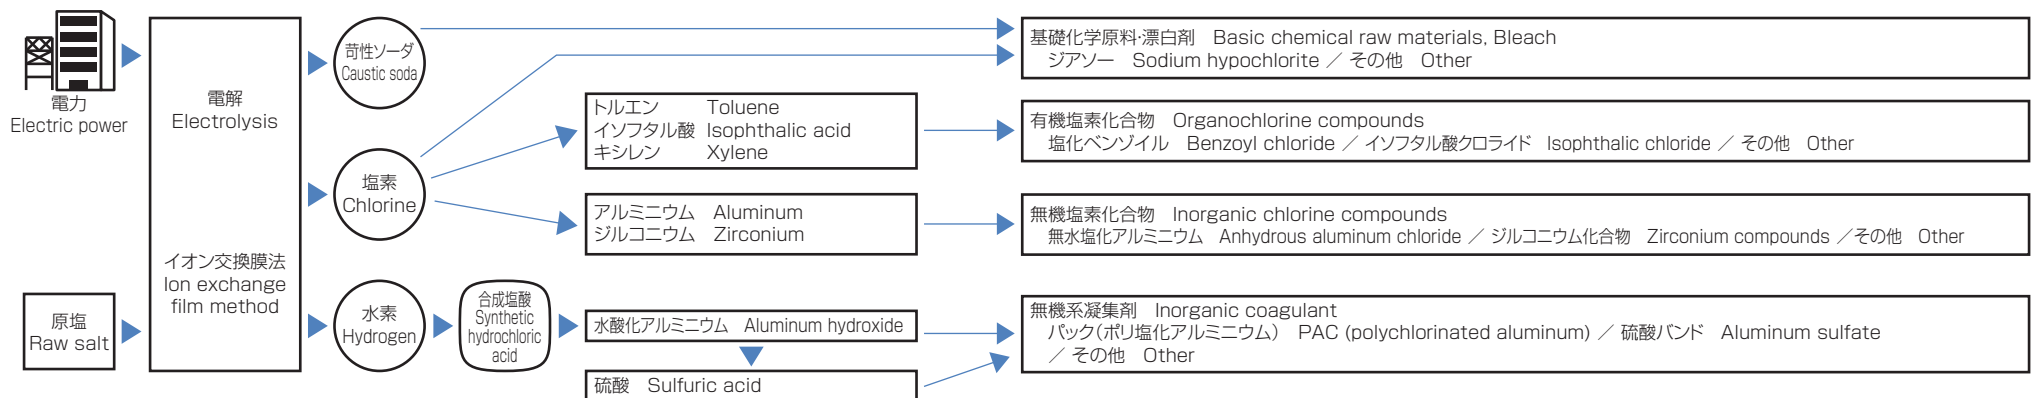 電力
Electric power
原塩
Raw salt
電解
Electrolysis
イオン交換膜法
Ion exchange
film method
苛性ソーダ
Caustic soda
塩素
Chlorine
水素
Hydrogen
合成塩酸
Synthetic
hydrochloric
acid
トルエン Toluene
イソフタル酸 Isophthalic acid
キシレン Xylene
アルミニウム Aluminum
ジルコニウム Zirconium
水酸化アルミニウム Aluminum hydroxide
硫酸 Sulfuric acid
基礎化学原料・漂白剤 Basic chemical raw materials, Bleach
ジアソー Sodium hypochlorite ／ その他 Other
有機塩素化合物 Organochlorine compounds
塩化ベンゾイル Benzoyl chloride ／ イソフタル酸クロライド Isophthalic chloride ／ その他 Other
無機塩素化合物 Inorganic chlorine compounds
無水塩化アルミニウム Anhydrous aluminum chloride ／ ジルコニウム化合物 Zirconium compounds ／その他 Other
無機系凝集剤 Inorganic coagulant
パック（ポリ塩化アルミニウム） PAC (polychlorinated aluminum) ／ 硫酸バンド Aluminum sulfate
／ その他 Other